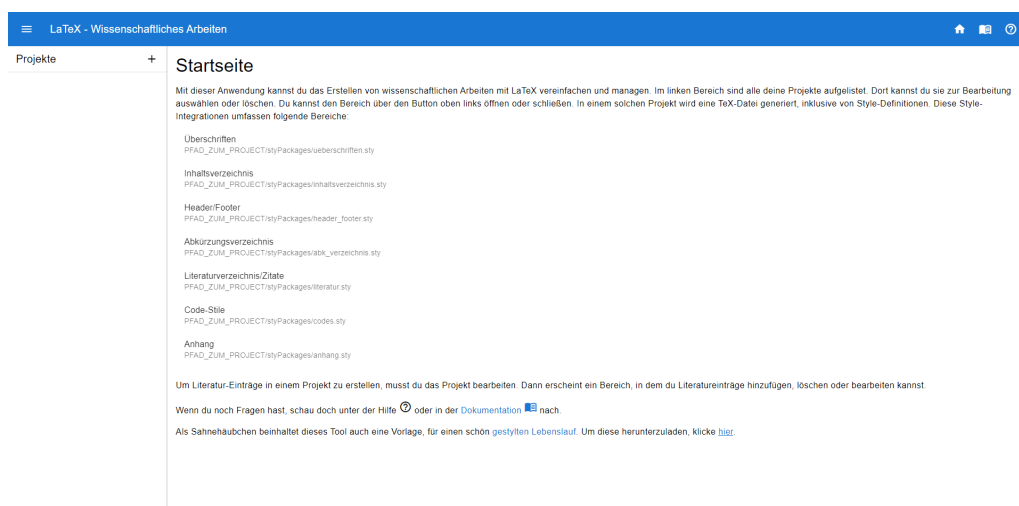 LaTeX - Wissenschaftliches Arbeiten
Projekte +
Startseite
Mit dieser Anwendung kannst du das Erstellen von wissenschaftlichen Arbeiten mit LaTeX vereinfachen und managen. Im linken Bereich sind alle deine Projekte aufgelistet. Dort kannst du sie zur Bearbeitung
auswählen oder löschen. Du kannst den Bereich über den Button oben links öffnen oder schließen. In einem solchen Projekt wird eine TeX-Datei generiert, inklusive von Style-Definitionen. Diese Style-
Integrationen umfassen folgende Bereiche:
Überschriften
PFAD_ZUM_PROJECT/styPackages/ueberschriften.sty
Inhaltsverzeichnis
PFAD_ZUM_PROJECT/styPackages/inhaltsverzeichnis.sty
Header/Footer
PFAD_ZUM_PROJECT/styPackages/header_footer.sty
Abkürzungsverzeichnis
PFAD_ZUM_PROJECT/styPackages/abk_verzeichnis.sty
Literaturverzeichnis/Zitate
PFAD_ZUM_PROJECT/styPackages/literatur.sty
Code-Stile
PFAD_ZUM_PROJECT/styPackages/codes.sty
Anhang
PFAD_ZUM_PROJECT/styPackages/anhang.sty
Um Literatur-Einträge in einem Projekt zu erstellen, musst du das Projekt bearbeiten. Dann erscheint ein Bereich, in dem du Literatureinträge hinzufügen, löschen oder bearbeiten kannst.
Wenn du noch Fragen hast, schau doch unter der Hilfe oder in der Dokumentation nach.
Als Sahnehäubchen beinhaltet dieses Tool auch eine Vorlage, für einen schön gestylten Lebenslauf. Um diese herunterzuladen, klicke hier.